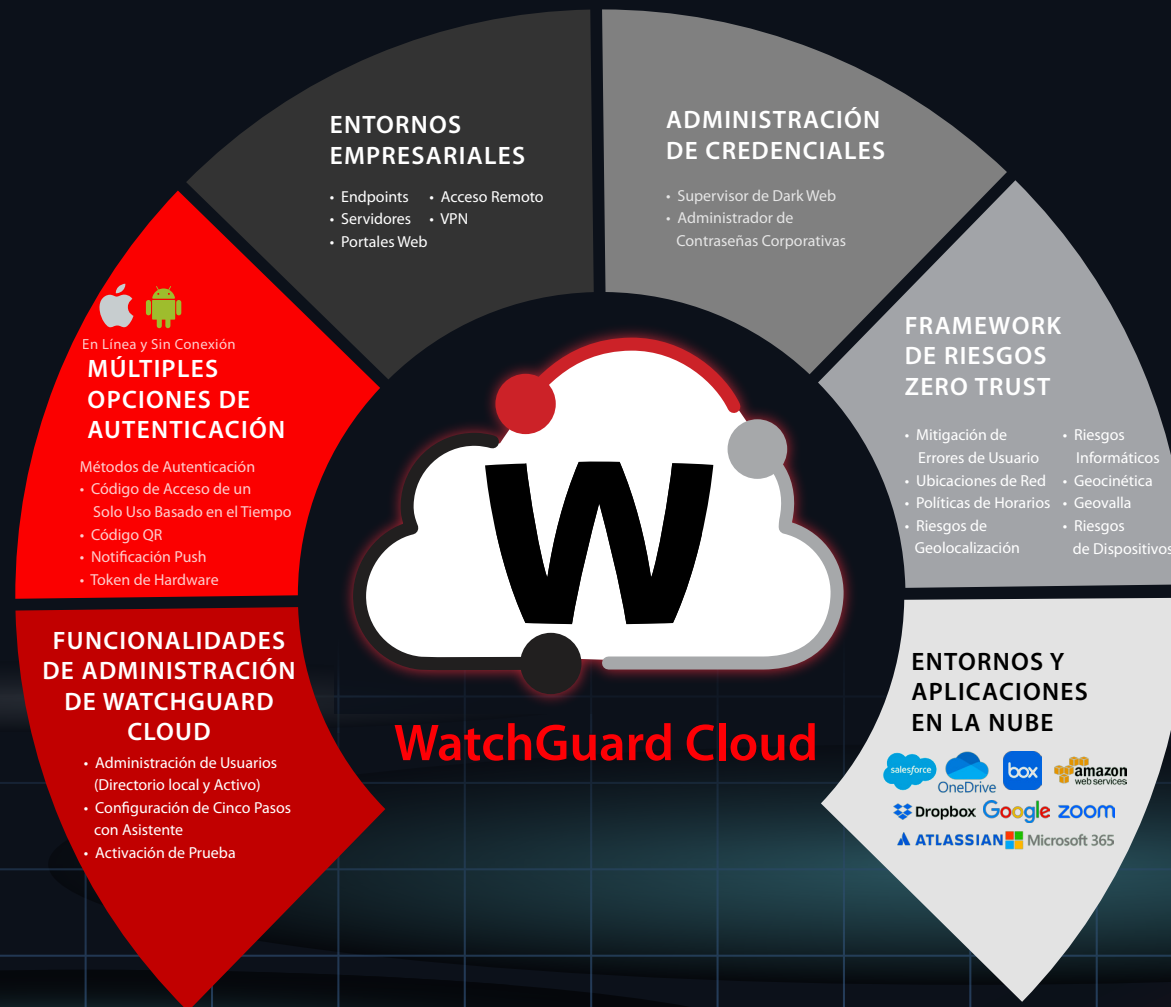 ENTORNOS
EMPRESARIALES
• Endpoints • Acceso Remoto
• Servidores • VPN
• Portales Web
ADMINISTRACIÓN
DE CREDENCIALES
• Supervisor de Dark Web
• Administrador de
Contraseñas Corporativas
En Línea y Sin Conexión
MÚLTIPLES
OPCIONES DE
AUTENTICACIÓN
Métodos de Autenticación
• Código de Acceso de un
Solo Uso Basado en el Tiempo
• Código QR
• Notificación Push
• Token de Hardware
FRAMEWORK
DE RIESGOS
ZERO TRUST
• Mitigación de
Errores de Usuario
• Ubicaciones de Red
• Políticas de Horarios
• Riesgos de
Geolocalización
• Riesgos
Informáticos
• Geocinética
• Geovalla
• Riesgos
de Dispositivos
W
WatchGuard Cloud
FUNCIONALIDADES
DE ADMINISTRACIÓN
DE WATCHGUARD
CLOUD
• Administración de Usuarios
(Directorio local y Activo)
• Configuración de Cinco Pasos
con Asistente
• Activación de Prueba
ENTORNOS Y
APLICACIONES
EN LA NUBE
salesforce
OneDrive
box
amazon
web services
Dropbox
Google
zoom
ATLASSIAN
Microsoft 365